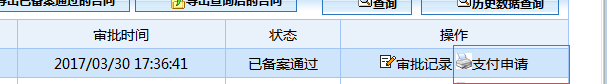 导出已备案通过的合同 导出查询后的合同 查询 历史数据查询
审批时间 状态 操作
2017/03/30 17:36:41 已备案通过 审批记录 支付申请